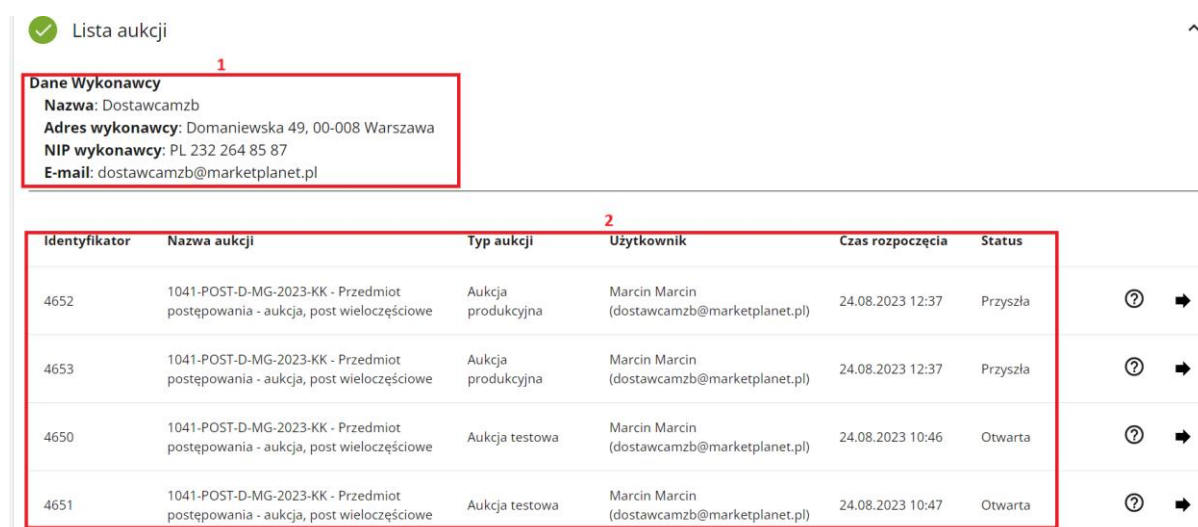 Lista aukcji
1
Dane Wykonawcy
Nazwa: Dostawcamzb
Adres wykonawcy: Domaniewska 49, 00-008 Warszawa
NIP wykonawcy: PL 232 264 85 87
E-mail: dostawcamzb@marketplanet.pl
2
Identyfikator Nazwa aukcji Typ aukcji Użytkownik Czas rozpoczęcia Status
1041-POST-D-MG-2023-KK - Przedmiot Aukcja Marcin Marcin
4652 24.08.2023 12:37 Przyszła ?
postępowania - aukcja, post wieloczęściowe produkcyjna (dostawcamzb@marketplanet.pl)
1041-POST-D-MG-2023-KK - Przedmiot Aukcja Marcin Marcin
4653 24.08.2023 12:37 Przyszła ?
postępowania - aukcja, post wieloczęściowe produkcyjna (dostawcamzb@marketplanet.pl)
1041-POST-D-MG-2023-KK - Przedmiot Marcin Marcin
4650 Aukcja testowa 24.08.2023 10:46 Otwarta ?
postępowania - aukcja, post wieloczęściowe (dostawcamzb@marketplanet.pl)
1041-POST-D-MG-2023-KK - Przedmiot Marcin Marcin
4651 Aukcja testowa 24.08.2023 10:47 Otwarta ?
postępowania - aukcja, post wieloczęściowe (dostawcamzb@marketplanet.pl)